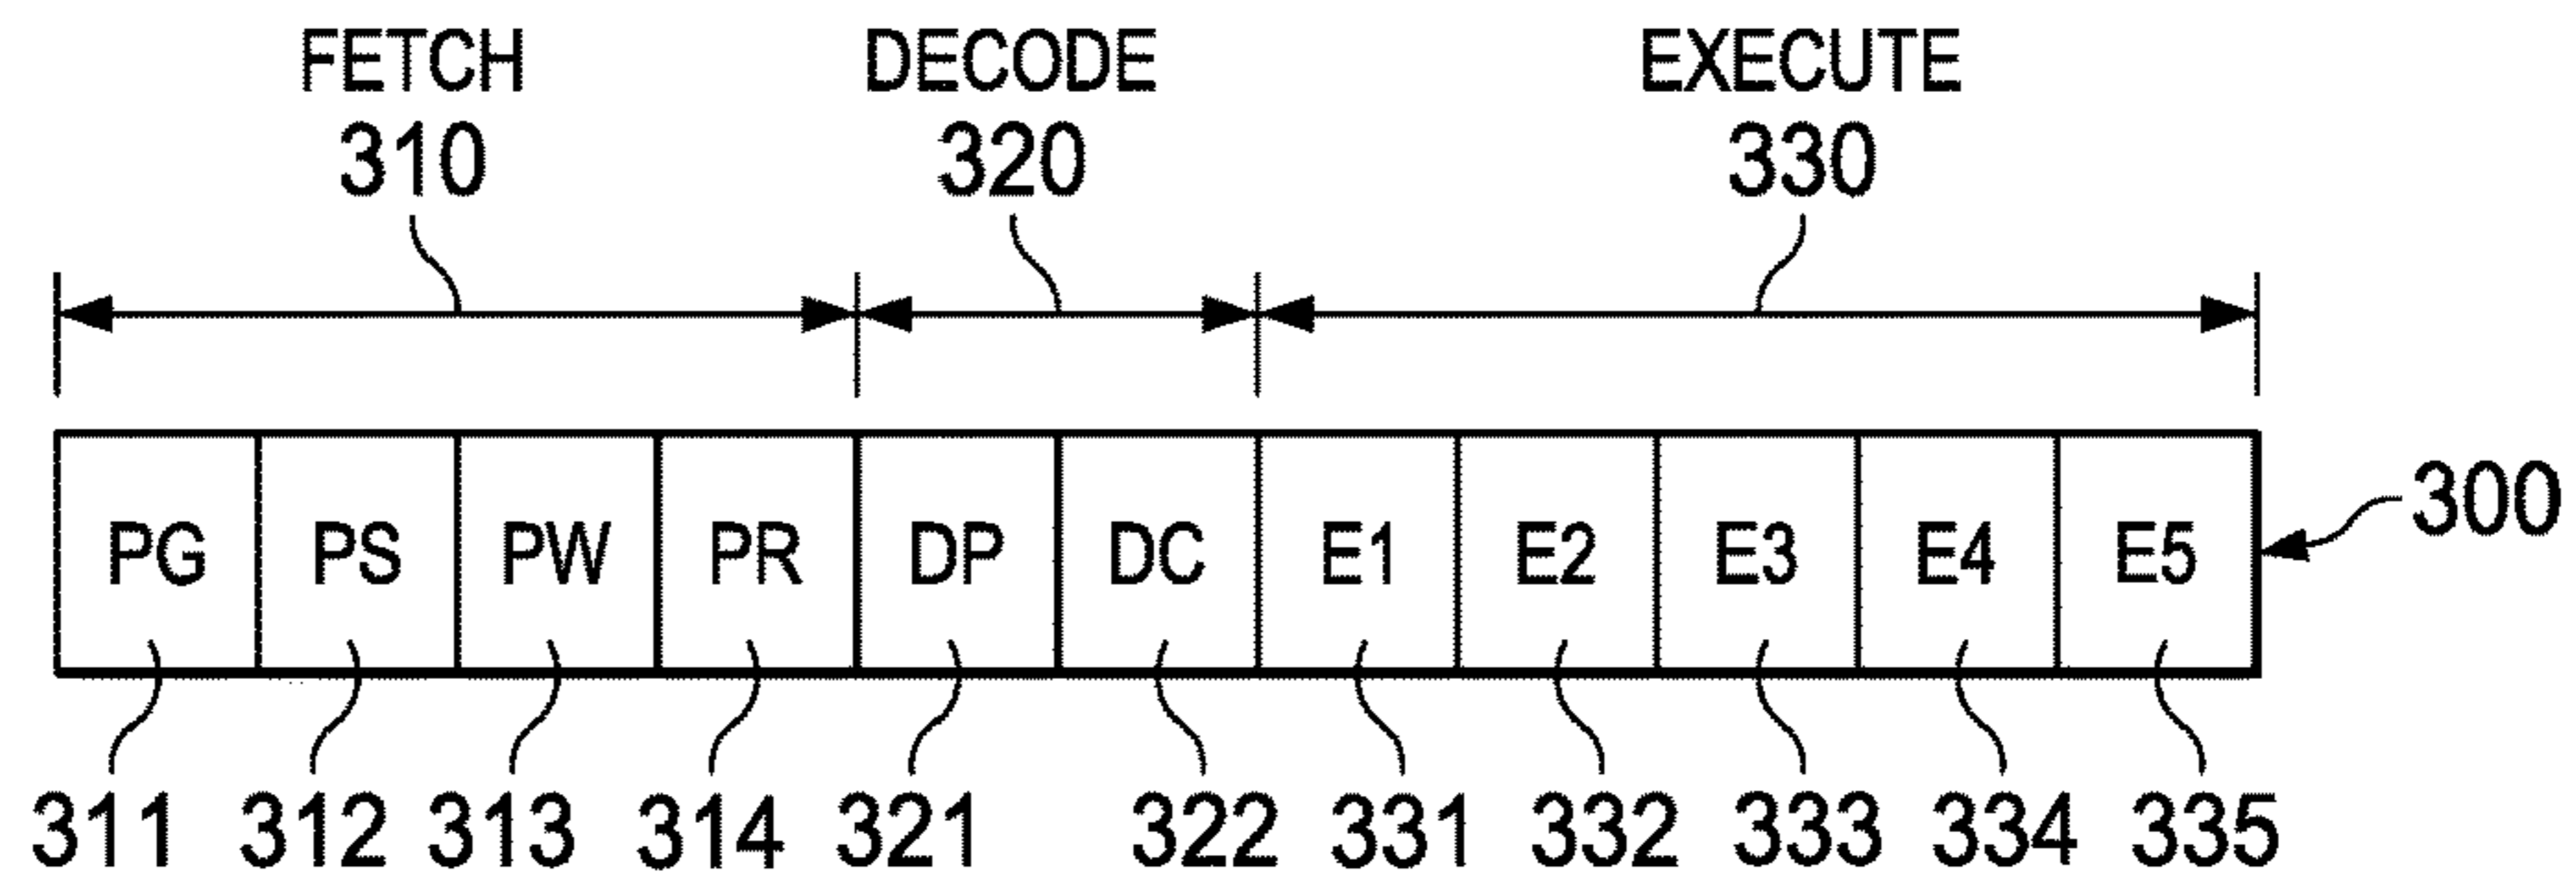 FETCH DECODE EXECUTE
310 320 330
PG PS PW PR DP DC E1 E2 E3 E4 E5 300
311 312 313 314 321 322 331 332 333 334 335